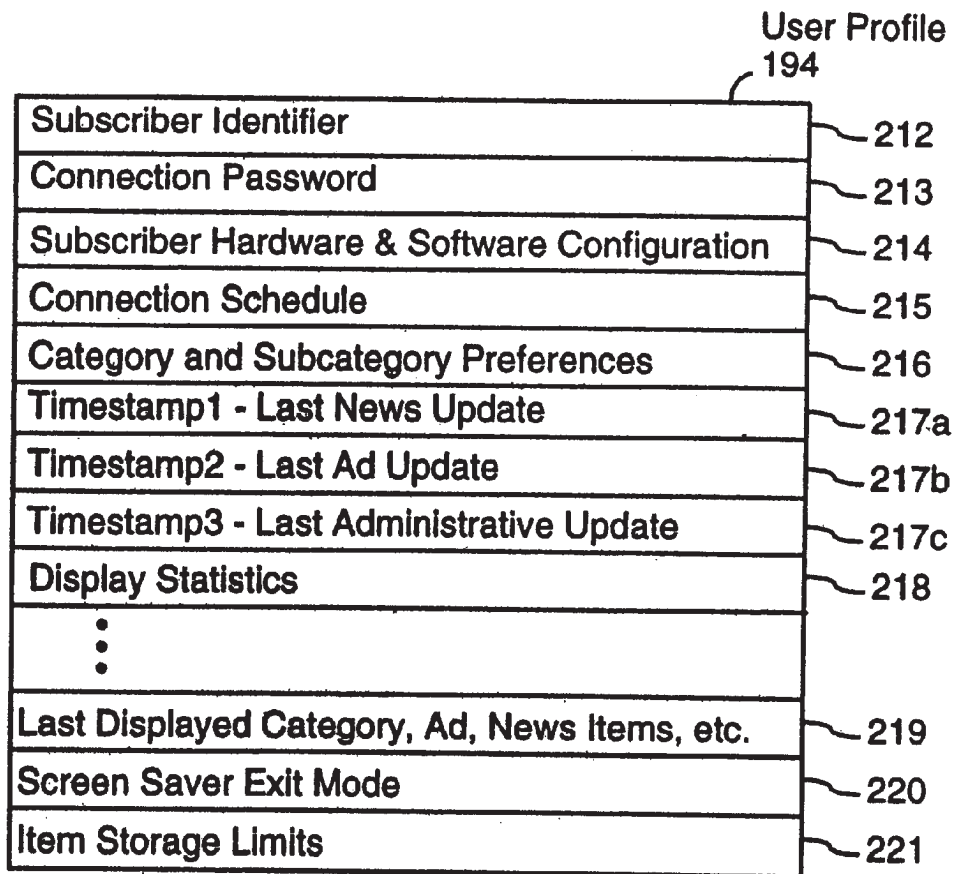 User Profile
194
Subscriber Identifier 212
Connection Password 213
Subscriber Hardware & Software Configuration 214
Connection Schedule 215
Category and Subcategory Preferences 216
Timestamp1 - Last News Update 217a
Timestamp2 - Last Ad Update 217b
Timestamp3 - Last Administrative Update 217c
Display Statistics 218
Last Displayed Category, Ad, News Items, etc. 219
Screen Saver Exit Mode 220
Item Storage Limits 221